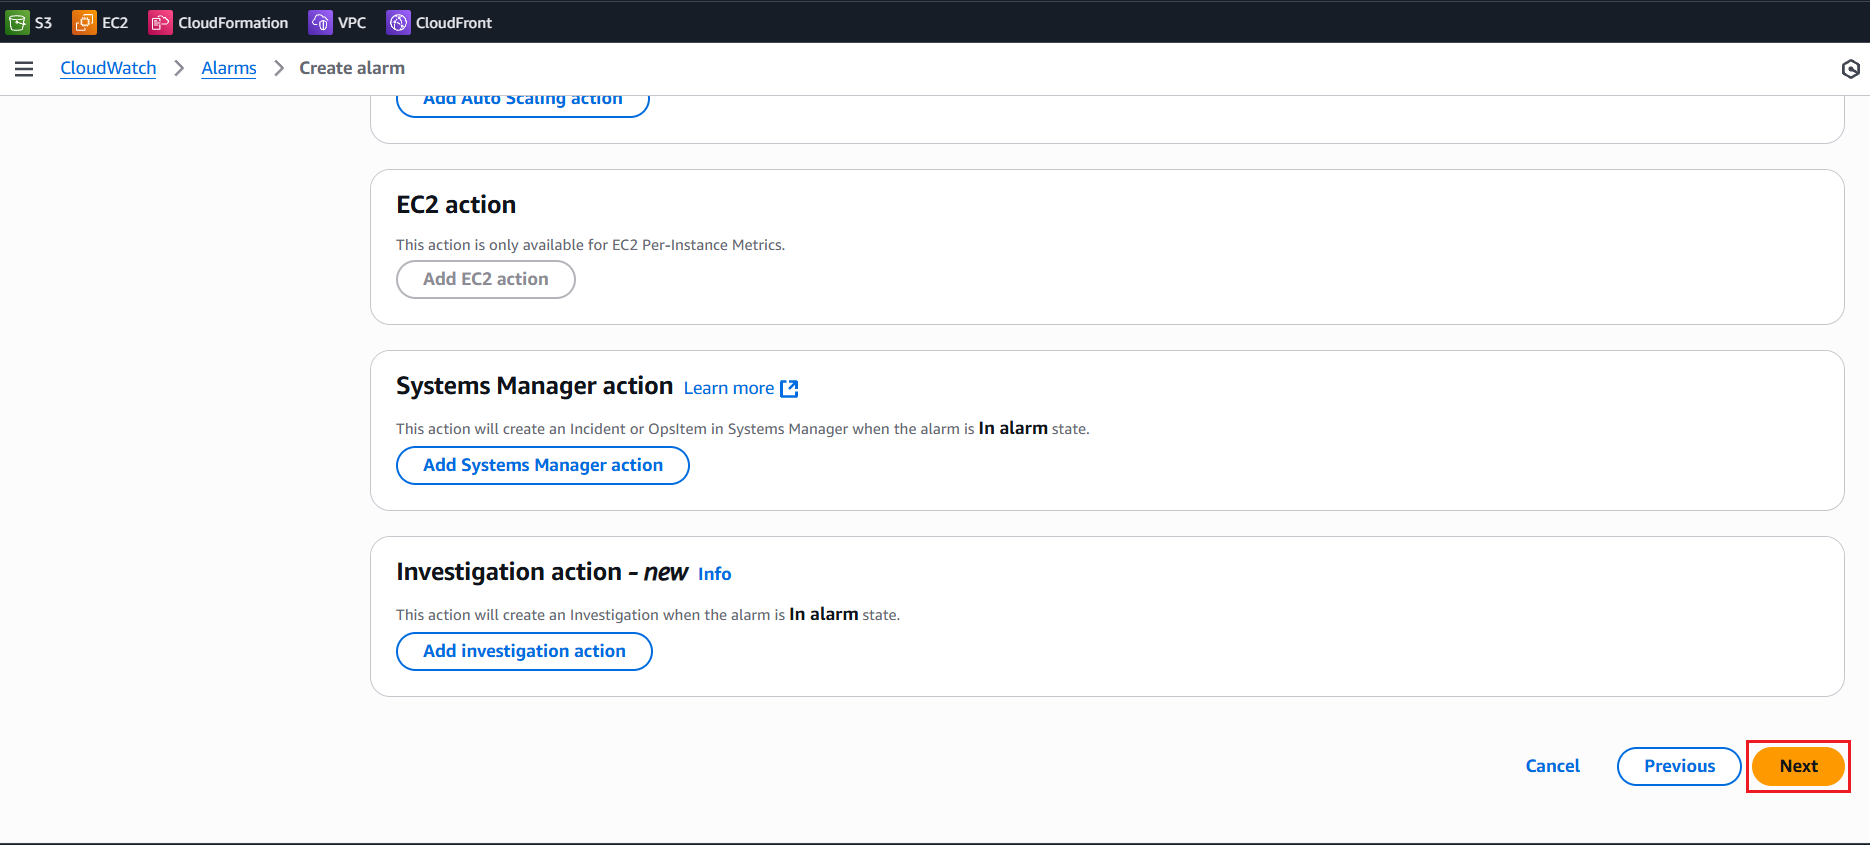 S3 EC2 CloudFormation VPC CloudFront
CloudWatch Alarms Create alarm
Add Auto Scaling action
EC2 action
This action is only available for EC2 Per-Instance Metrics.
Add EC2 action
Systems Manager action Learn more
This action will create an Incident or OpsItem in Systems Manager when the alarm is In alarm state.
Add Systems Manager action
Investigation action - new Info
This action will create an Investigation when the alarm is In alarm state.
Add investigation action
Cancel Previous Next